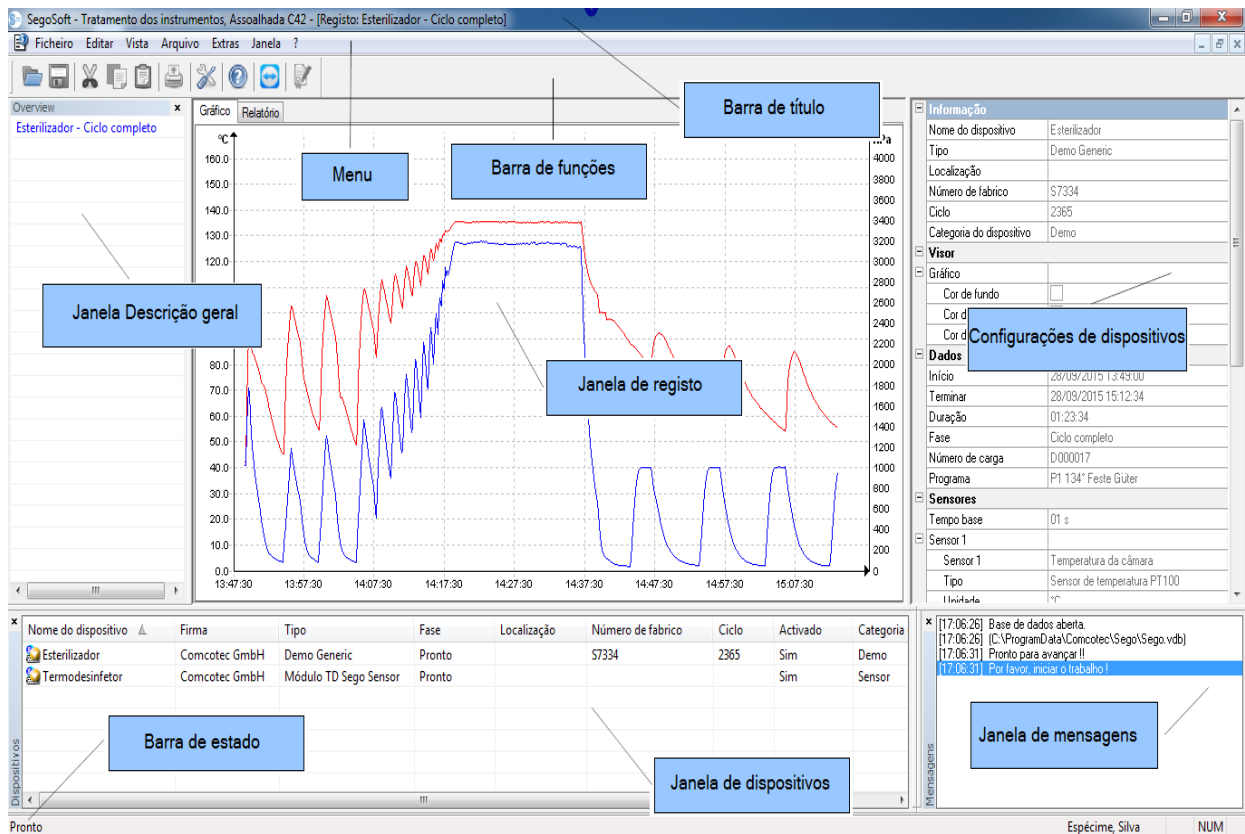 SegoSoft - Tratamento dos instrumentos, Assoalhada C42 - [Registo: Esterilizador - Ciclo completo]
Ficheiro Editar Vista Arquivo Extras Janela ?
Overview
Esterilizador - Ciclo completo
Gráfico Relatório
Barra de título
Menu
Barra de funções
Janela Descrição geral
Janela de registo
Configurações de dispositivos
°C
160.0
150.0
140.0
130.0
120.0
80.0
70.0
60.0
50.0
40.0
30.0
20.0
10.0
0.0
4000
3800
3600
3400
3200
3000
2800
2600
2400
2200
2000
1800
1600
1400
1200
1000
800
600
400
200
0
13:47:30 13:57:30 14:07:30 14:17:30 14:27:30 14:37:30 14:47:30 14:57:30 15:07:30
Informação
Nome do dispositivo Esterilizador
Tipo Demo Generic
Localização
Número de fabrico S7334
Ciclo 2365
Categoria do dispositivo Demo
Visor
Gráfico
Cor de fundo
Cor d
Cor d
Dados
Início 28/09/2015 13:49:00
Terminar 28/09/2015 15:12:34
Duração 01:23:34
Fase Ciclo completo
Número de carga D000017
Programa P1 134° Feste Güter
Sensores
Tempo base 01 s
Sensor 1
Sensor 1 Temperatura da câmara
Tipo Sensor de temperatura PT100
Unidade °C
Nome do dispositivo Firma Tipo Fase Localização Número de fabrico Ciclo Activado Categoria
Esterilizador Comcotec GmbH Demo Generic Pronto S7334 2365 Sim Demo
Termodesinfetor Comcotec GmbH Módulo TD Sego Sensor Pronto Sim Sensor
Dispositivos
Barra de estado
Janela de dispositivos
[17:06:26] Base de dados aberta.
[17:06:26] (C:\ProgramData\Comcotec\Sego\Sego.vdb)
[17:06:31] Pronto para avançar !!
[17:06:31] Por favor, iniciar o trabalho !
Janela de mensagens
Mensagens
Pronto
Espécime, Silva NUM